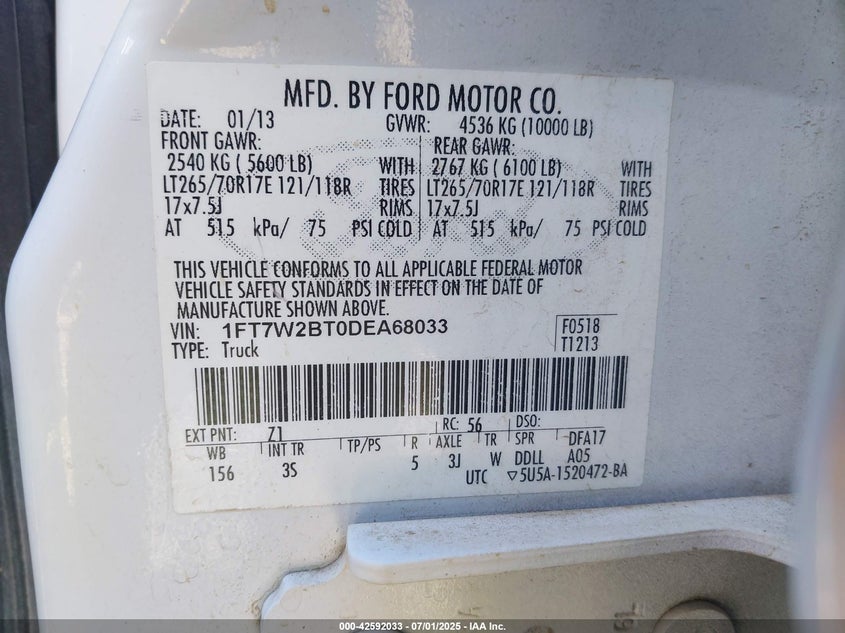 MFD. BY FORD MOTOR CO.
DATE: 01/13 GVWR: 4536 KG (10000 LB)
FRONT GAWR: REAR GAWR:
2540 KG ( 5600 LB) WITH 2767 KG ( 6100 LB) WITH
LT265/70R17E 121/118R TIRES LT265/70R17E 121/118R TIRES
17x7.5J RIMS 17x7.5J RIMS
AT 515 kPa/ 75 PSI COLD AT 515 kPa/ 75 PSI COLD
THIS VEHICLE CONFORMS TO ALL APPLICABLE FEDERAL MOTOR
VEHICLE SAFETY STANDARDS IN EFFECT ON THE DATE OF
MANUFACTURE SHOWN ABOVE.
VIN: 1FT7W2BT0DEA68033 F0518
TYPE: Truck T1213
EXT PNT: Z1 RC: 56 DSO:
WB INT TR TP/PS R AXLE TR SPR DFA17
156 3S 5 3J W DDLL A05
UTC ▽5U5A-1520472-BA
000-42592033 - 07/01/2025 - IAA Inc.